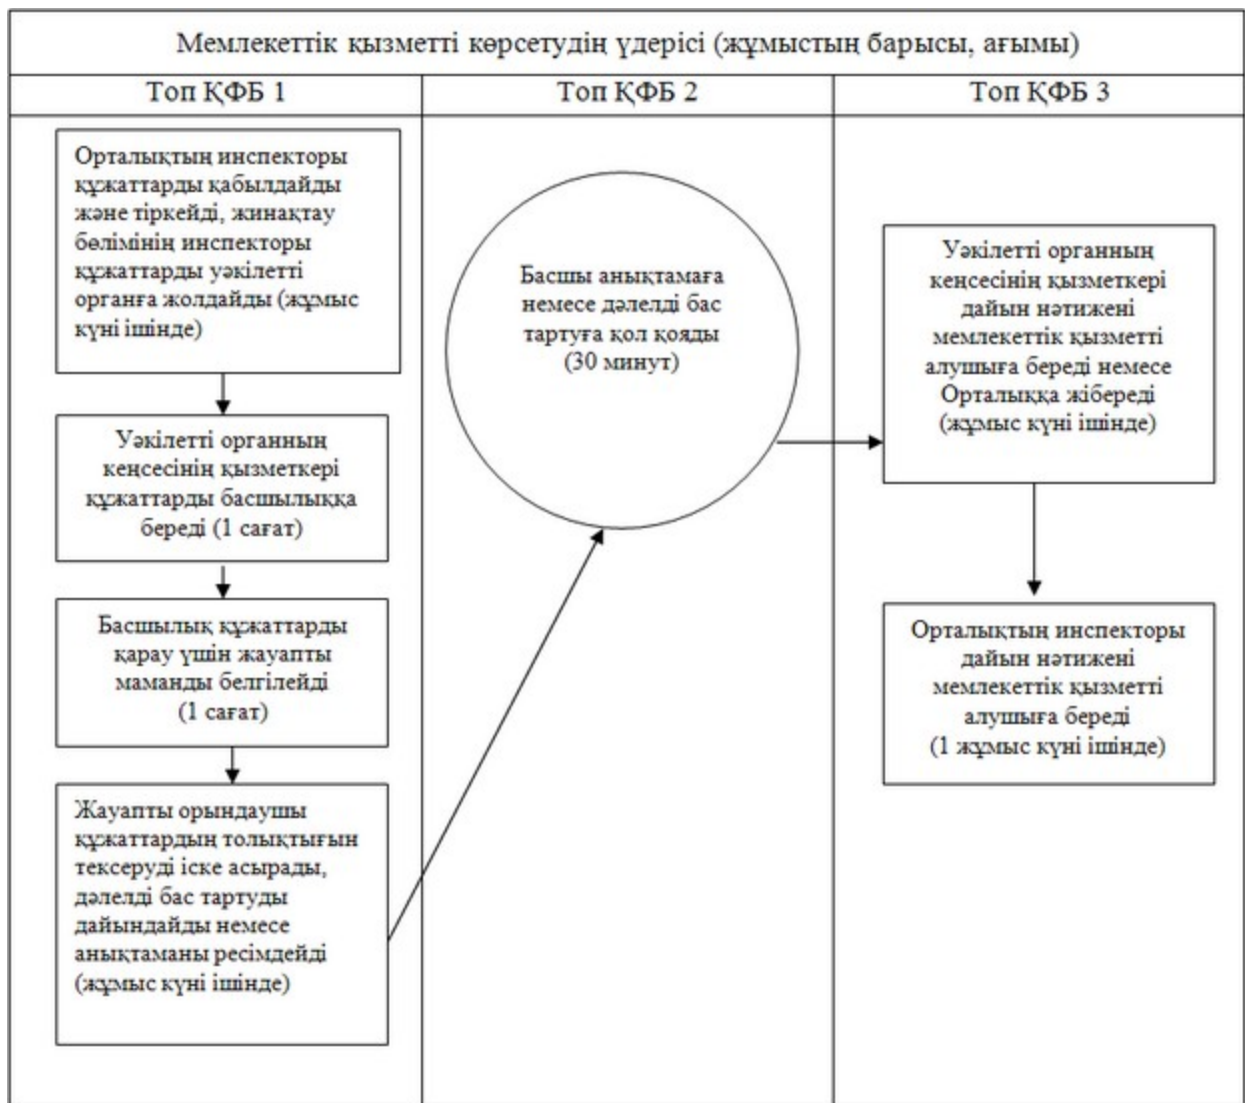 Мемлекеттік қызметті көрсетудің үдерісі (жұмыстың барысы, ағымы)
Топ ҚФБ 1
Топ ҚФБ 2
Топ ҚФБ 3
Орталықтың инспекторы
құжаттарды қабылдайды
және тіркейді, жинақтау
бөлімінің инспекторы
құжаттарды уәкілетті
органға жолдайды (жұмыс
күні ішінде)
Уәкілетті органның
кеңсесінің қызметкері
құжаттарды басшылыққа
береді (1 сағат)
Басшылық құжаттарды
қарау үшін жауапты
маманды белгілейді
(1 сағат)
Жауапты орындаушы
құжаттардың толықтығын
тексеруді іске асырады,
дәлелді бас тартуды
дайындайды немесе
анықтаманы ресімдейді
(жұмыс күні ішінде)
Басшы анықтамаға
немесе дәлелді бас
тартуға қол қояды
(30 минут)
Уәкілетті органның
кеңсесінің қызметкері
дайын нәтижені
мемлекеттік қызметті
алушыға береді немесе
Орталыққа жібереді
(жұмыс күні ішінде)
Орталықтың инспекторы
дайын нәтижені
мемлекеттік қызметті
алушыға береді
(1 жұмыс күні ішінде)